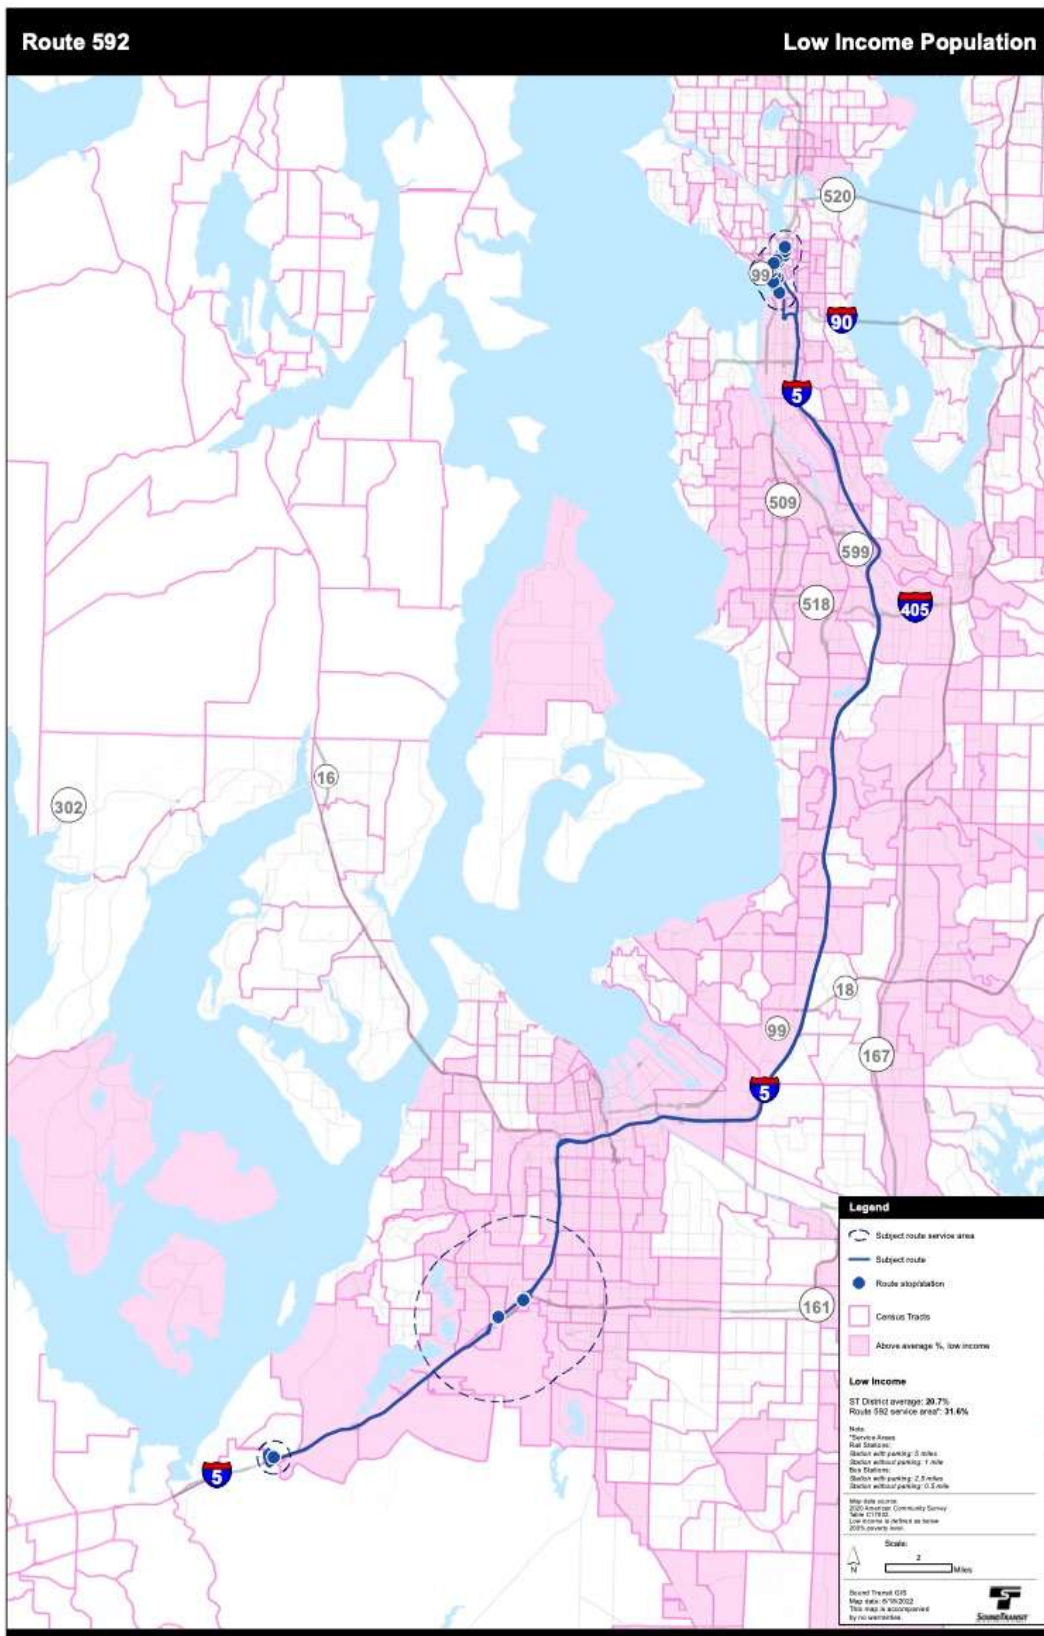 Route 592
Low Income Population
520
99
90
5
509
599
518
405
16
302
18
99
167
5
161
5
Legend
Subject route service area
Subject route
Route stop/station
Census Tracts
Above average %, low income
Low Income
ST District average: 20.7%
Route 592 service area*: 31.6%
Note:
*Service Areas
Rail Stations:
Station with parking: 5 miles
Station without parking: 1 mile
Bus Stations:
Station with parking: 2.5 miles
Station without parking: 0.5 mile
Map data source:
2020 American Community Survey
Table C17002.
Low income is defined as below
200% poverty level.
Scale:
2
Miles
N
Sound Transit GIS
Map date:
This map is accompanied
by no warranties.
SOUNDTRANSIT